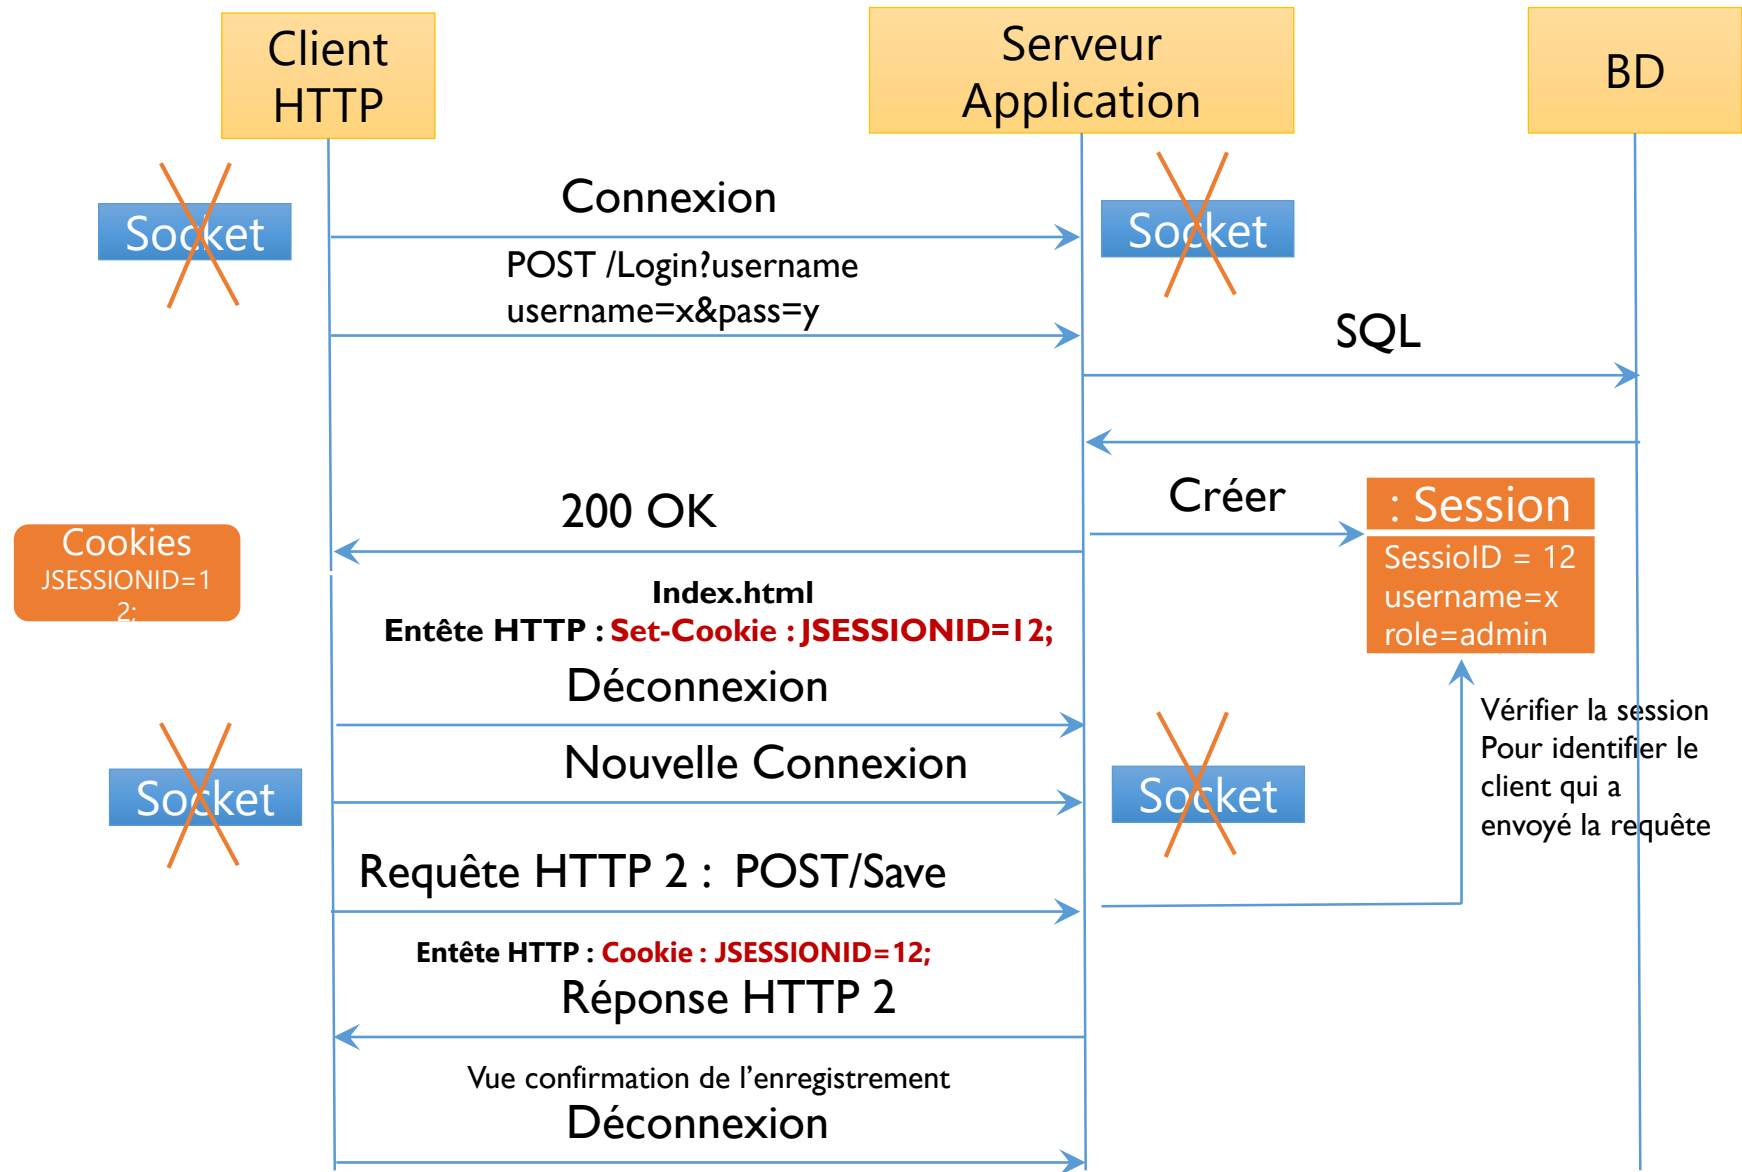 Client
HTTP
Serveur
Application
BD
Socket
Connexion
Socket
POST /Login?username
username=x&pass=y
SQL
Créer
: Session
200 OK
Cookies
JSESSIONID=1
2;
SessioID = 12
username=x
role=admin
Index.html
Entête HTTP : Set-Cookie : JSESSIONID=12;
Déconnexion
Vérifier la session
Pour identifier le
client qui a
envoyé la requête
Nouvelle Connexion
Socket
Socket
Requête HTTP 2 : POST/Save
Entête HTTP : Cookie : JSESSIONID=12;
Réponse HTTP 2
Vue confirmation de l’enregistrement
Déconnexion